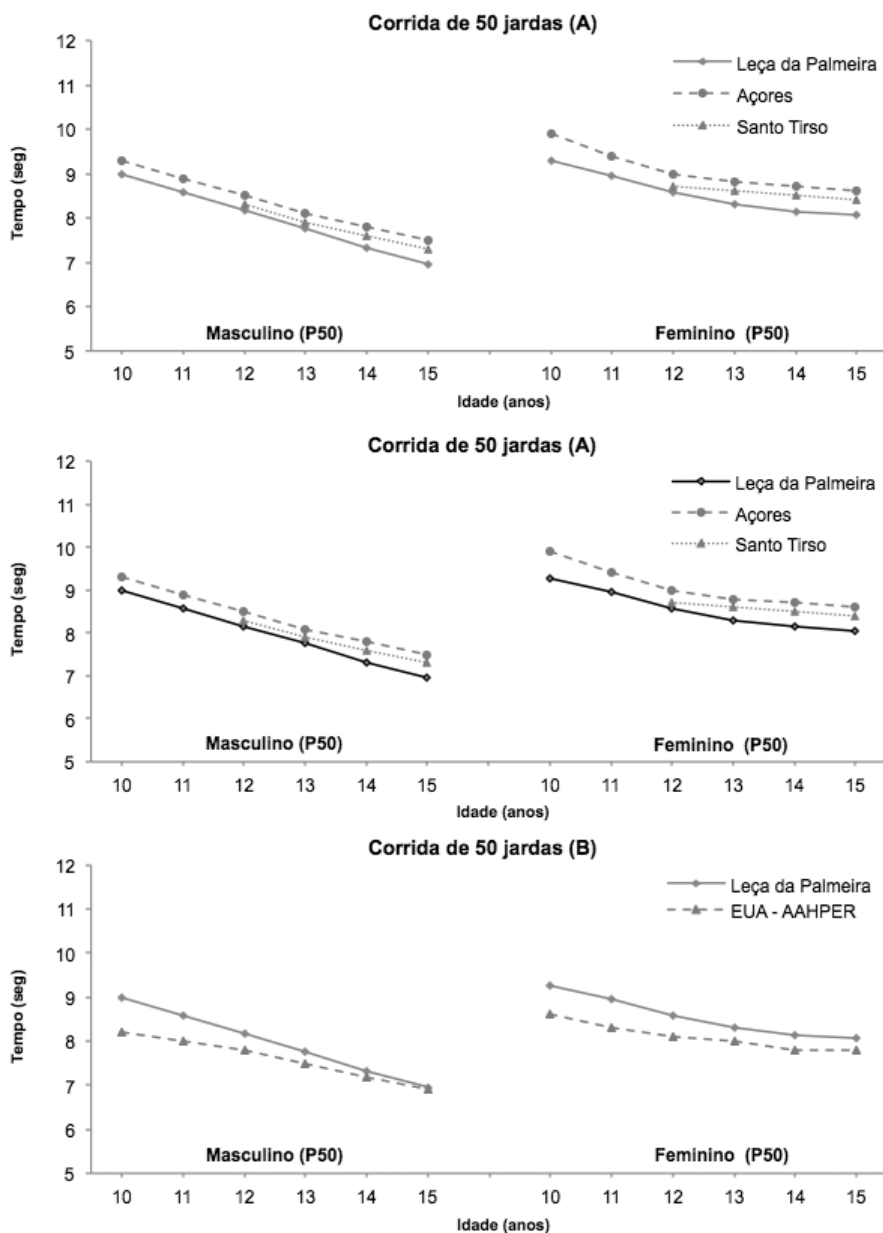 Corrida de 50 jardas (A)
12
11
10
9
8
7
6
5
Tempo (seg)
Leça da Palmeira
Açores
Santo Tirso
Masculino (P50)
Feminino (P50)
10 11 12 13 14 15 10 11 12 13 14 15
Idade (anos)
Corrida de 50 jardas (A)
12
11
10
9
8
7
6
5
Tempo (seg)
Leça da Palmeira
Açores
Santo Tirso
Masculino (P50)
Feminino (P50)
10 11 12 13 14 15 10 11 12 13 14 15
Idade (anos)
Corrida de 50 jardas (B)
12
11
10
9
8
7
6
5
Tempo (seg)
Leça da Palmeira
EUA - AAHPER
Masculino (P50)
Feminino (P50)
10 11 12 13 14 15 10 11 12 13 14 15
Idade (anos)